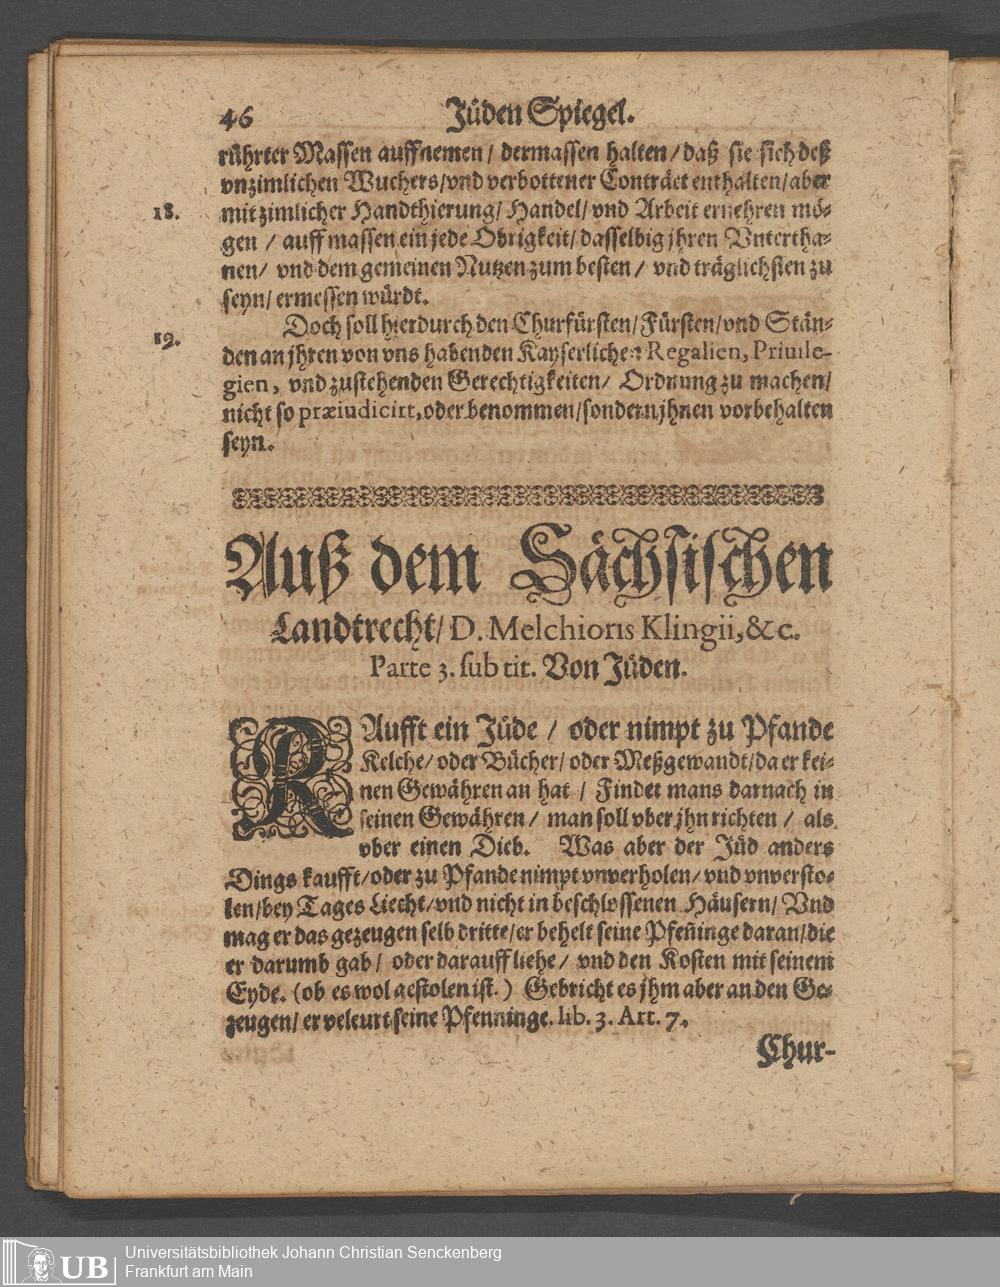 46 Jüden Spiegel.
rührter Massen auffnemen / dermassen halten / daß sie sich deß
vnzimlichen Wuchers / vnd verbottener Conträct enthalten / aber
18. mit zimlicher Handthierung / Handel / vnd Arbeit ernehren mö-
gen / auff massen ein jede Obrigkeit / dasselbig jhren Vntertha-
nen / vnd dem gemeinen Nutzen zum besten / vnd träglichsten zu
seyn / ermessen würdt.
19. Doch soll hierdurch den Churfürsten / Fürsten / vnd Stän-
den an jhren von vns habenden Kayserlichen Regalien, Priuile-
gien, vnd zustehenden Gerechtigkeiten / Ordnung zu machen /
nicht so præiudicirt, oder benommen / sondern jhnen vorbehalten
seyn.
Auß dem Sächsischen
Landtrecht / D. Melchioris Klingii, &c.
Parte 3. sub tit. Von Jüden.
KAufft ein Jüde / oder nimpt zu Pfande
Kelche / oder Bücher / oder Meßgewandt / da er kei-
nen Gewähren an hat / Findet mans darnach in
seinen Gewähren / man soll vber jhn richten / als
vber einen Dieb. Was aber der Jüd anders
Dings kaufft / oder zu Pfande nimpt vnverholen / vnd vnversto-
len / bey Tages Liecht / vnd nicht in beschlossenen Häusern / Vnd
mag er das gezeugen selb dritte / er behelt seine Pfeñinge daran / die
er darumb gab / oder darauff liehe / vnd den Kosten mit seinem
Eyde. (ob es wol gestolen ist.) Gebricht es jhm aber an den Ge-
zeugen / er veleurt seine Pfenninge. lib. 3. Art. 7.
Chur-
UB Universitätsbibliothek Johann Christian Senckenberg
Frankfurt am Main